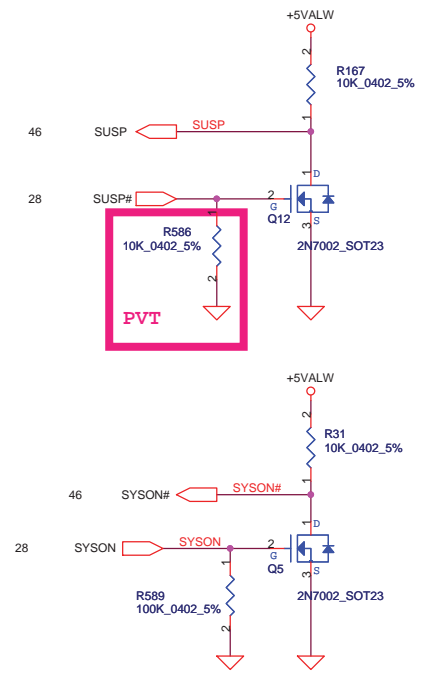 +5VALW
2
R167
10K_0402_5%
1
46 SUSP SUSP
1
D
28 SUSP# 2
G
Q12
S
3
2N7002_SOT23
1
R586
10K_0402_5%
2
PVT
+5VALW
2
R31
10K_0402_5%
1
46 SYSON# SYSON#
1
D
28 SYSON SYSON 2
G
Q5
S
3
2N7002_SOT23
1
R589
100K_0402_5%
2